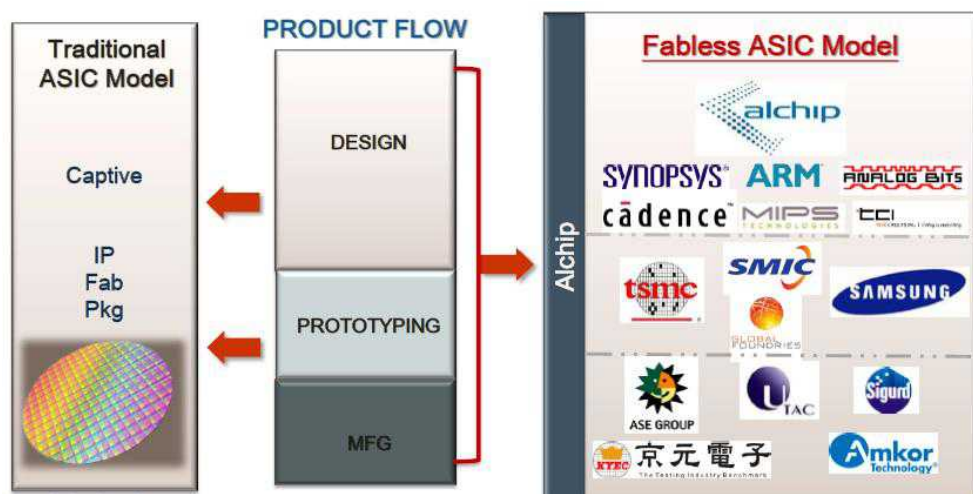 Traditional
ASIC Model
Captive
IP
Fab
Pkg
PRODUCT FLOW
DESIGN
PROTOTYPING
MFG
Alchip
Fabless ASIC Model
alchip
SYNOPSYS
ARM
ANALOG BITS
cādence™
MIPS
TECHNOLOGIES
tci
tsmc
SMIC
SAMSUNG
GLOBAL
FOUNDRIES
ASE GROUP
UTAC
Sigurd
KYEC 京元電子
The Testing Industry Benchmark
Amkor
Technology®